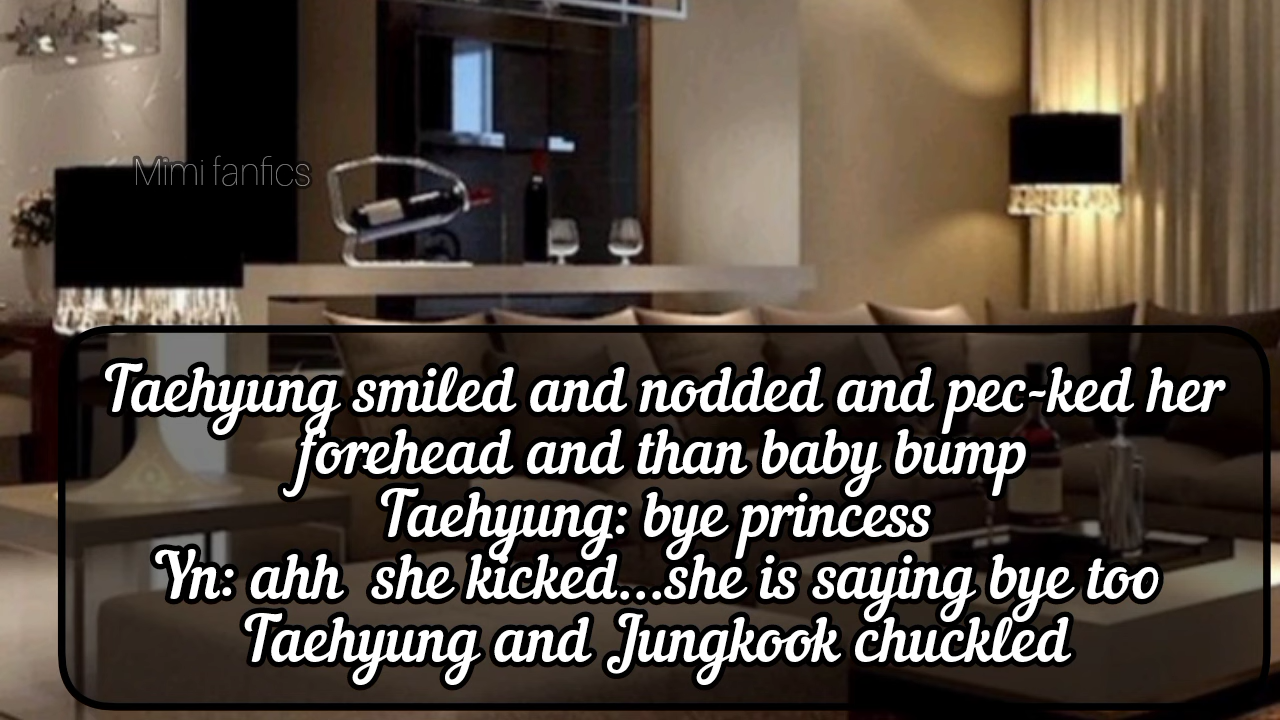 Mimi fanfics
Taehyung smiled and nodded and pec-ked her
forehead and than baby bump
Taehyung: bye princess
Yn: ahh she kicked...she is saying bye too
Taehyung and Jungkook chuckled